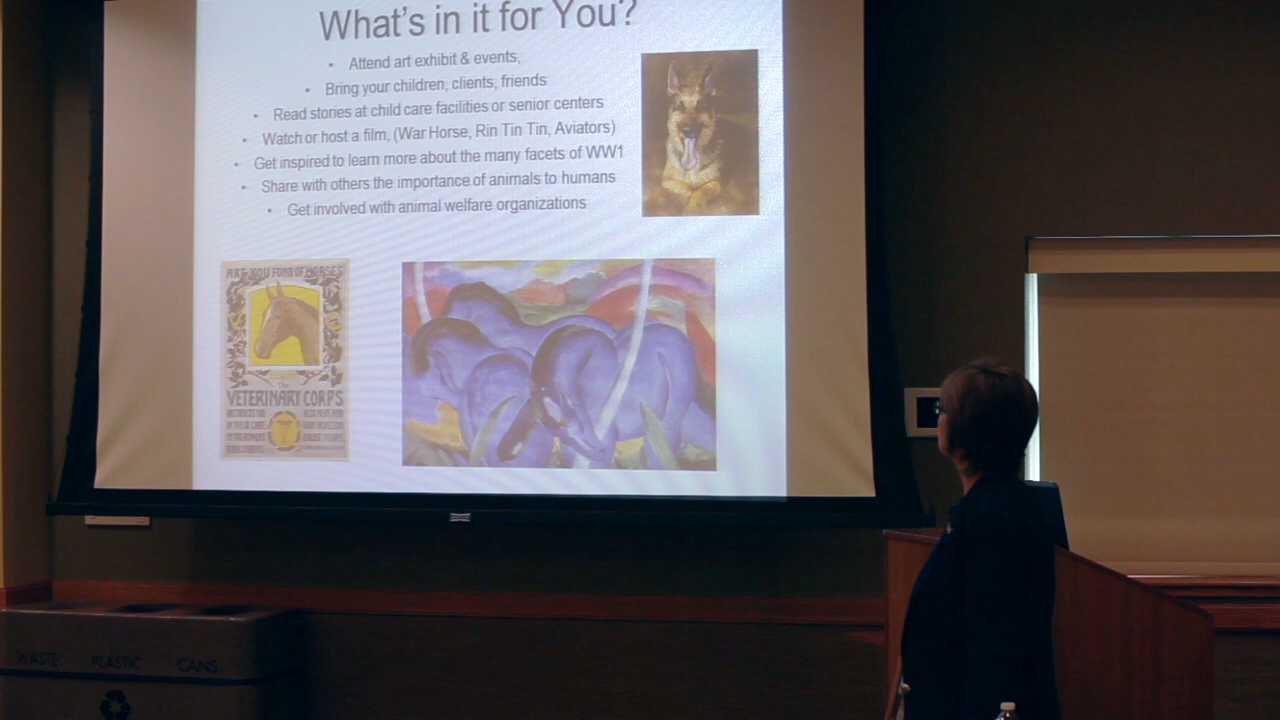 What's in it for You?
• Attend art exhibit & events,
• Bring your children, clients, friends
• Read stories at child care facilities or senior centers
• Watch or host a film, (War Horse, Rin Tin Tin, Aviators)
• Get inspired to learn more about the many facets of WW1
• Share with others the importance of animals to humans
• Get involved with animal welfare organizations
ARE YOU FOND OF HORSES
the
VETERINARY CORPS
WASTE PLASTIC CANS